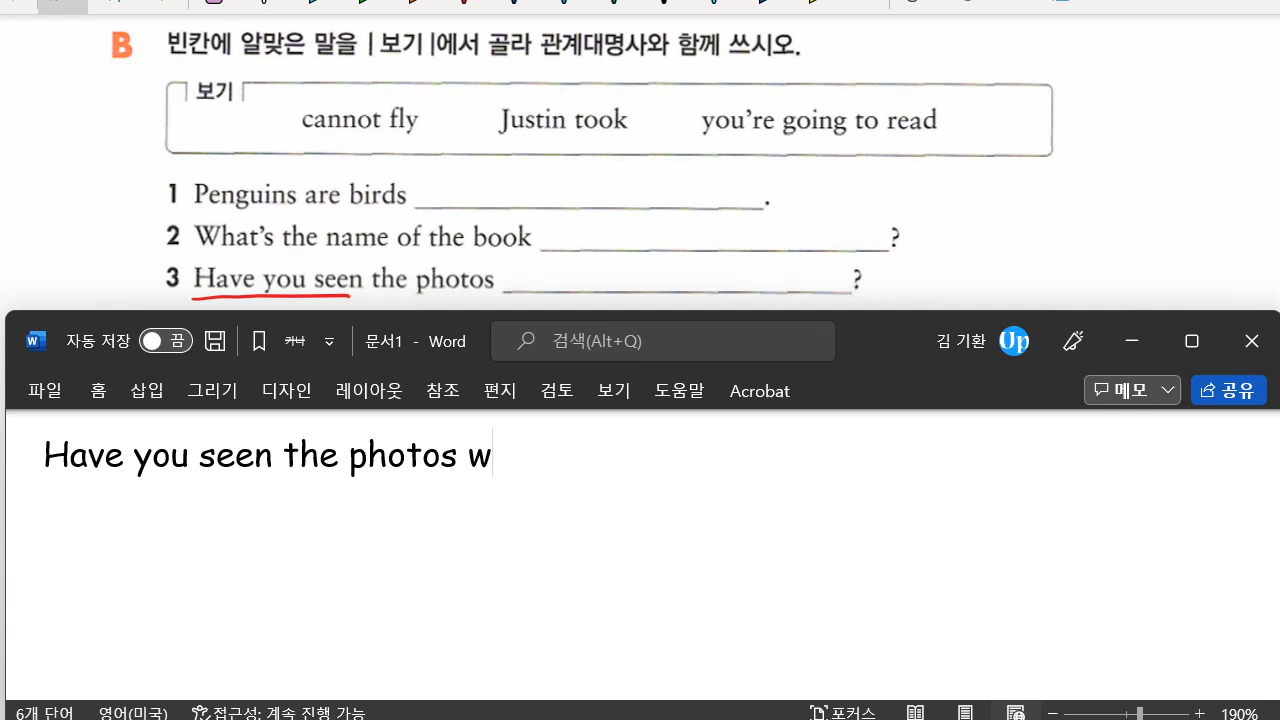 B 빈칸에 알맞은 말을 |보기|에서 골라 관계대명사와 함께 쓰시오.
보기
cannot fly Justin took you're going to read
1 Penguins are birds ______.
2 What's the name of the book ______?
3 Have you seen the photos ______?
자동 저장 끔 가나 문서1 - Word 검색(Alt+Q) 김 기환 Up
파일 홈 삽입 그리기 디자인 레이아웃 참조 편지 검토 보기 도움말 Acrobat 메모 공유
Have you seen the photos w
6개 단어 영어(미국) 접근성: 계속 진행 가능 포커스 190%